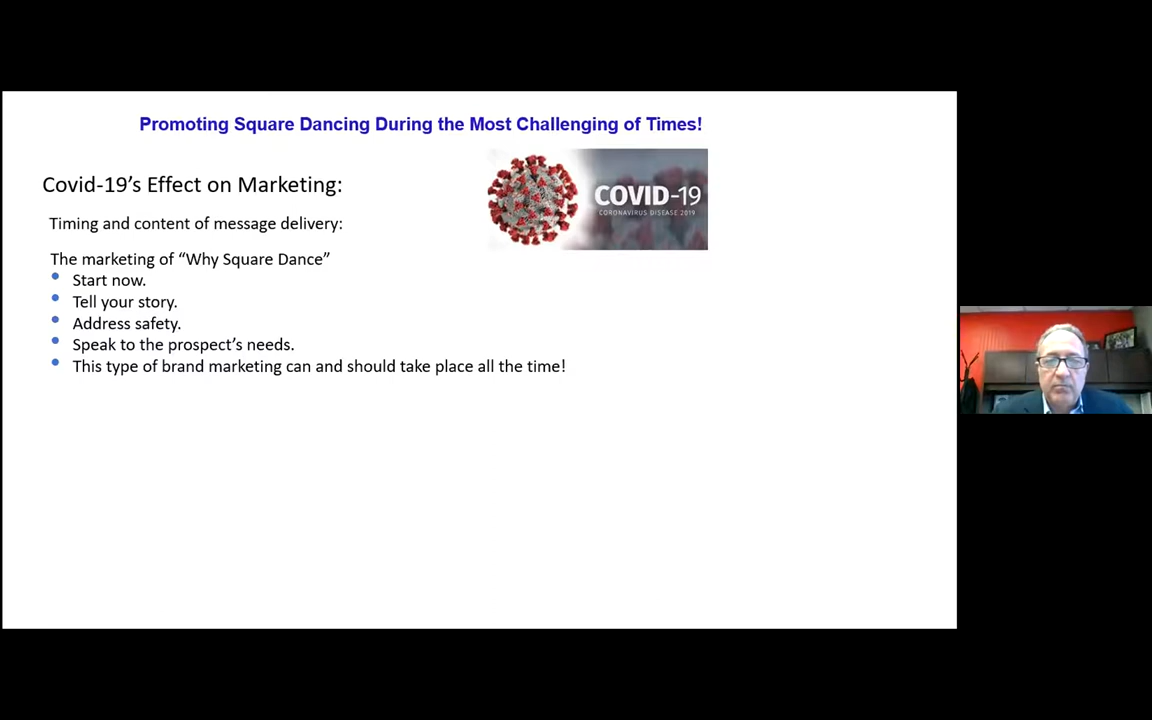 Promoting Square Dancing During the Most Challenging of Times!
Covid-19’s Effect on Marketing:
COVID-19
CORONAVIRUS DISEASE 2019
Timing and content of message delivery:
The marketing of “Why Square Dance”
• Start now.
• Tell your story.
• Address safety.
• Speak to the prospect’s needs.
• This type of brand marketing can and should take place all the time!